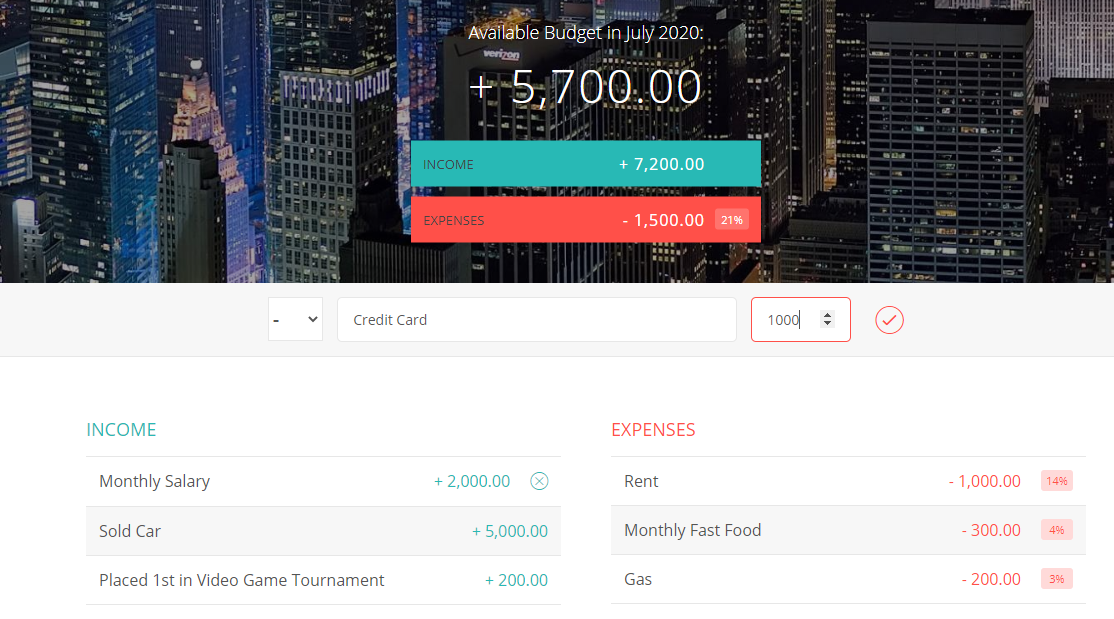 Available Budget in July 2020:
verizon
+ 5,700.00
INCOME + 7,200.00
EXPENSES - 1,500.00 21%
- Credit Card 1000
INCOME
Monthly Salary + 2,000.00
Sold Car + 5,000.00
Placed 1st in Video Game Tournament + 200.00
EXPENSES
Rent - 1,000.00 14%
Monthly Fast Food - 300.00 4%
Gas - 200.00 3%